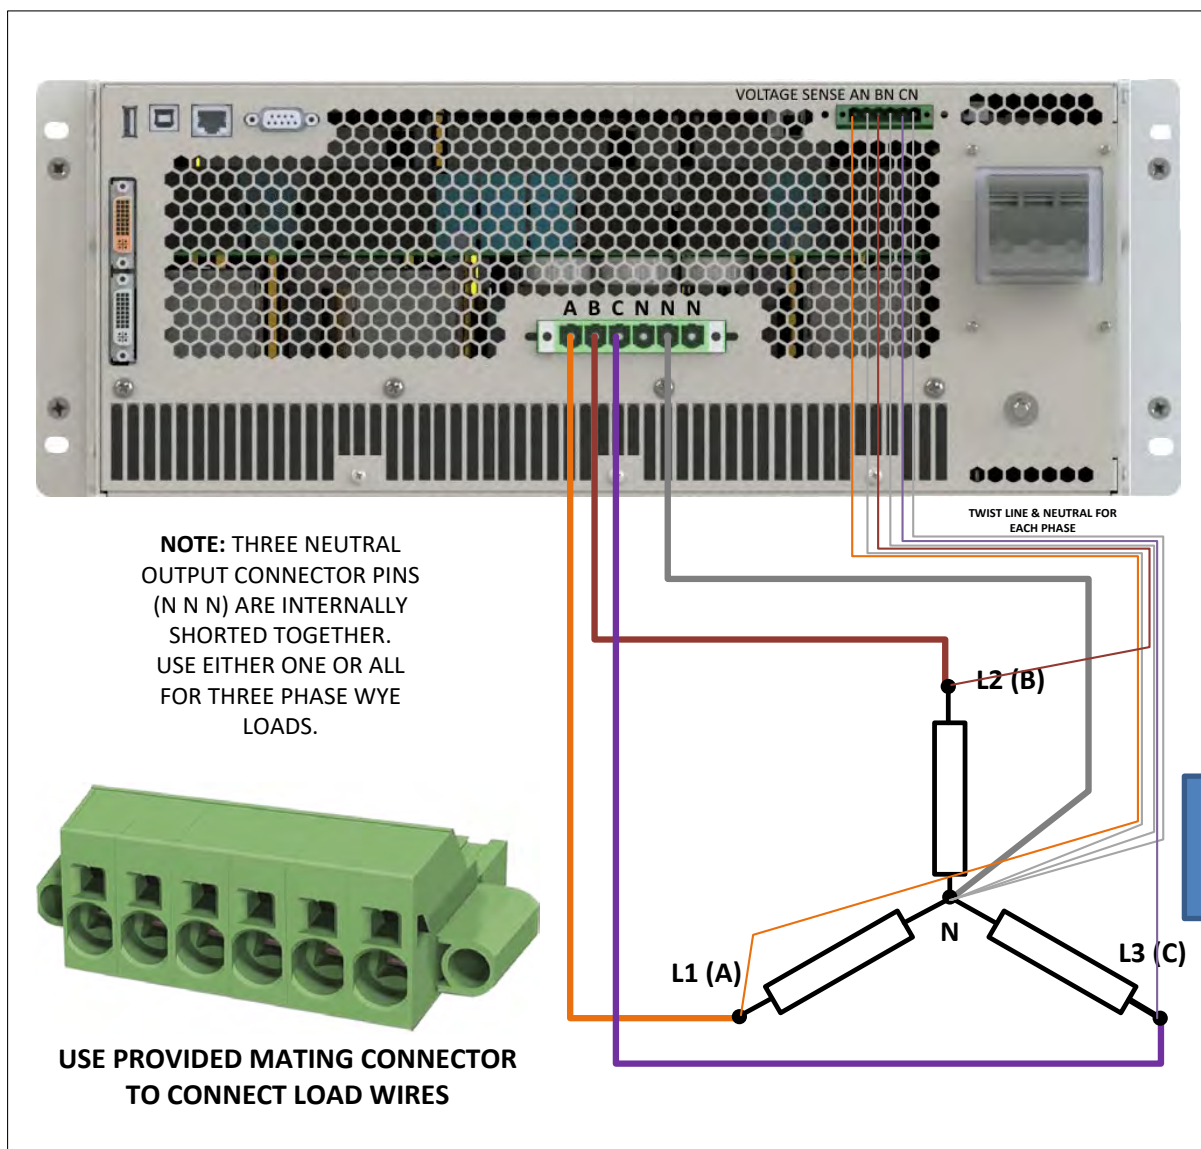 VOLTAGE SENSE AN BN CN
A B C N N N
TWIST LINE & NEUTRAL FOR
EACH PHASE
NOTE: THREE NEUTRAL
OUTPUT CONNECTOR PINS
(N N N) ARE INTERNALLY
SHORTED TOGETHER.
USE EITHER ONE OR ALL
FOR THREE PHASE WYE
LOADS.
L2 (B)
N
L1 (A)
L3 (C)
USE PROVIDED MATING CONNECTOR
TO CONNECT LOAD WIRES